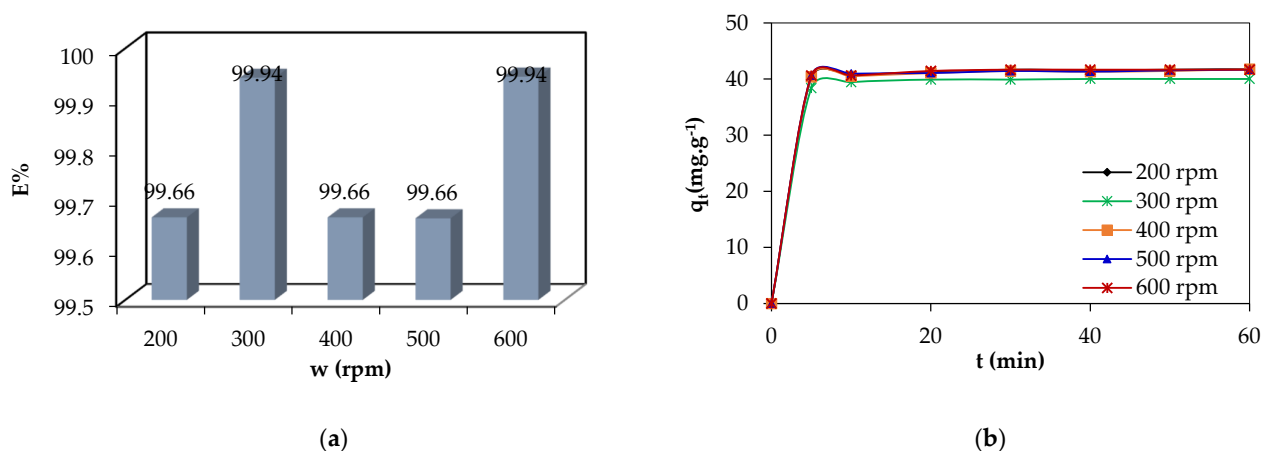 100
99.9
99.8
99.7
99.6
99.5
E%
99.66
99.94
99.66
99.66
99.94
200 300 400 500 600
w (rpm)
(a)
50
40
30
20
10
0
qt(mg.g-1)
200 rpm
300 rpm
400 rpm
500 rpm
600 rpm
0 20 40 60
t (min)
(b)